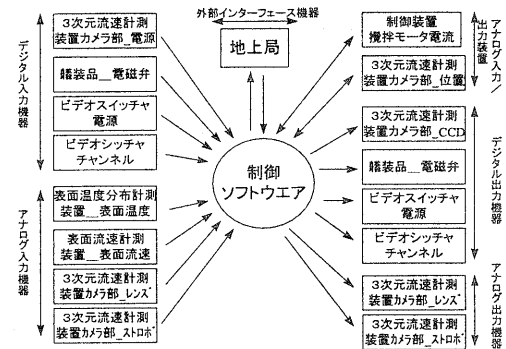 外部インターフェース機器
地上局
デジタル入力機器
3次元流速計測
装置カメラ部_電源
艤装品__電磁弁
ビデオスイッチャ
電源
ビデオシッチャ
チャンネル
アナログ入力機器
表面温度分布計測
装置__表面温度
表面流速計測
装置__表面流速
3次元流速計測
装置カメラ部_レンズ
3次元流速計測
装置カメラ部_ストロボ
制御
ソフトウエア
アナログ入力/
出力装置
制御装置
攪拌モータ電流
3次元流速計測
装置カメラ部_位置
デジタル出力機器
3次元流速計測
装置カメラ部_CCD
艤装品__電磁弁
ビデオスイッチャ
電源
ビデオシッチャ
チャンネル
アナログ出力機器
3次元流速計測
装置カメラ部_レンズ
3次元流速計測
装置カメラ部_ストロボ